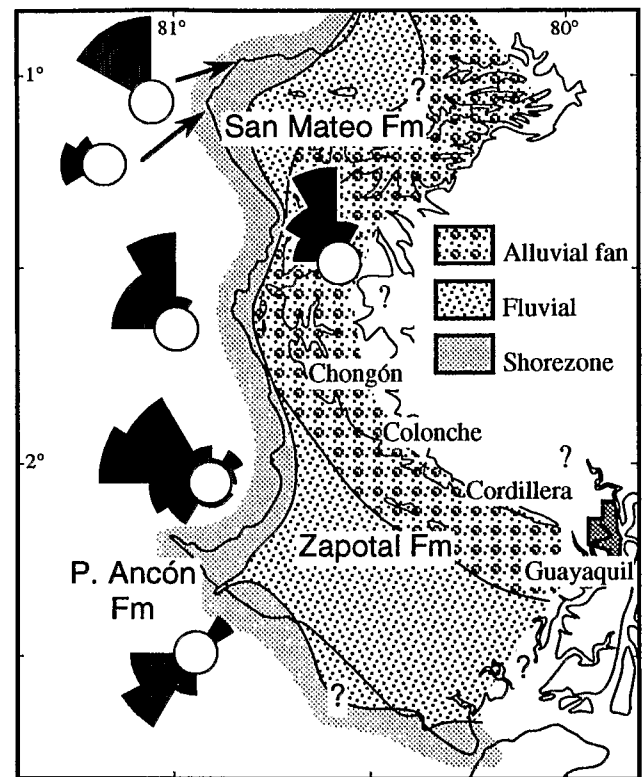 81°
80°
1°
?
San Mateo Fm
Alluvial fan
?
Fluvial
Shorezone
Chongón
Colonche
2°
?
Cordillera
Zapotal Fm
P. Ancón
Fm
Guayaquil
?
?